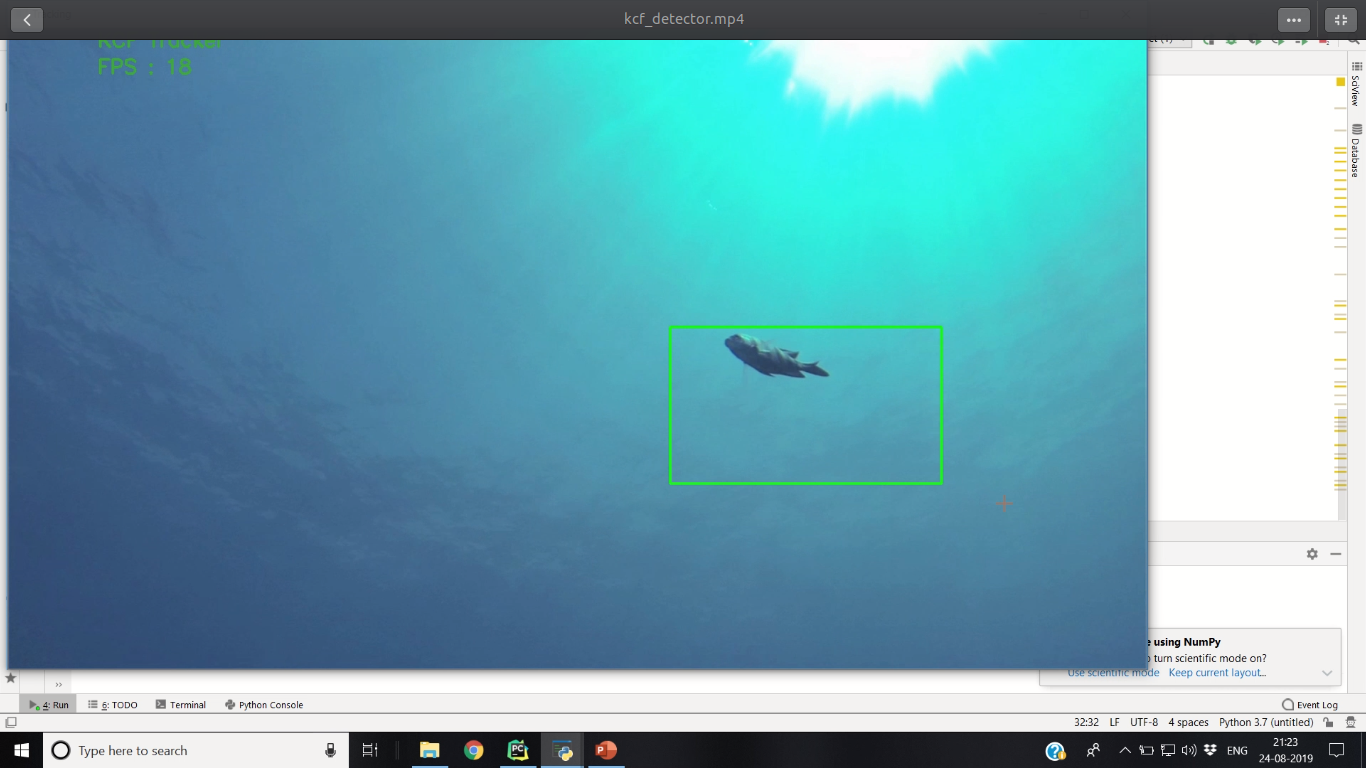 kcf_detector.mp4
KCF Tracker
FPS : 18
SciView
Database
e using NumPy
turn scientific mode on?
Use scientific mode Keep current layout...
4: Run 6: TODO Terminal Python Console Event Log
32:32 LF UTF-8 4 spaces Python 3.7 (untitled)
Type here to search
ENG
21:23
24-08-2019